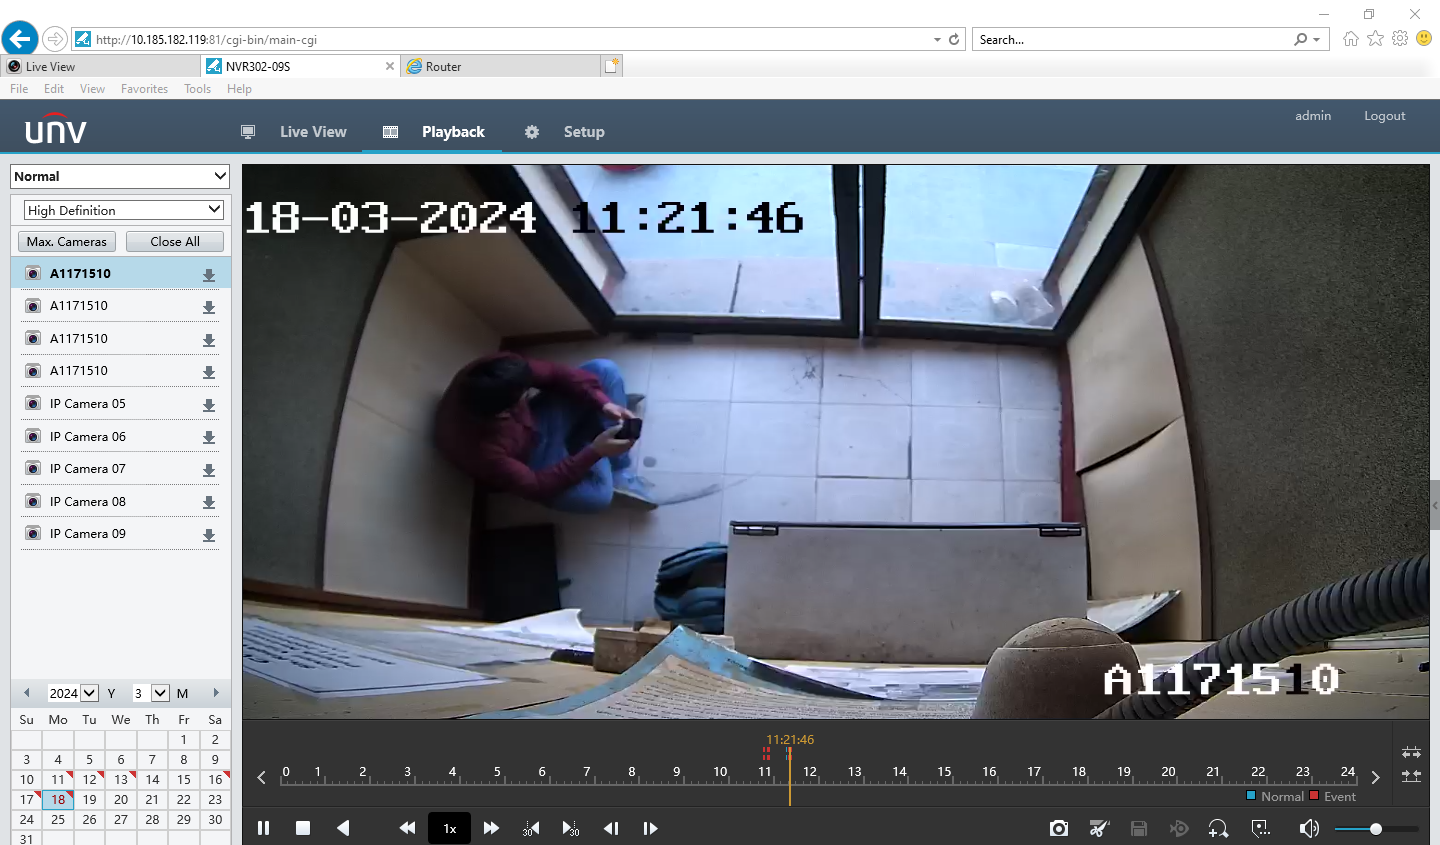 http://10.185.182.119:81/cgi-bin/main-cgi
Search...
Live View
NVR302-09S
Router
File Edit View Favorites Tools Help
unv
Live View
Playback
Setup
admin
Logout
Normal
High Definition
Max. Cameras
Close All
A1171510
A1171510
A1171510
A1171510
IP Camera 05
IP Camera 06
IP Camera 07
IP Camera 08
IP Camera 09
2024 Y 3 M
Su Mo Tu We Th Fr Sa
1 2
3 4 5 6 7 8 9
10 11 12 13 14 15 16
17 18 19 20 21 22 23
24 25 26 27 28 29 30
31
18-03-2024 11:21:46
A1171510
11:21:46
0 1 2 3 4 5 6 7 8 9 10 11 12 13 14 15 16 17 18 19 20 21 22 23 24
Normal Event
1x
30
30